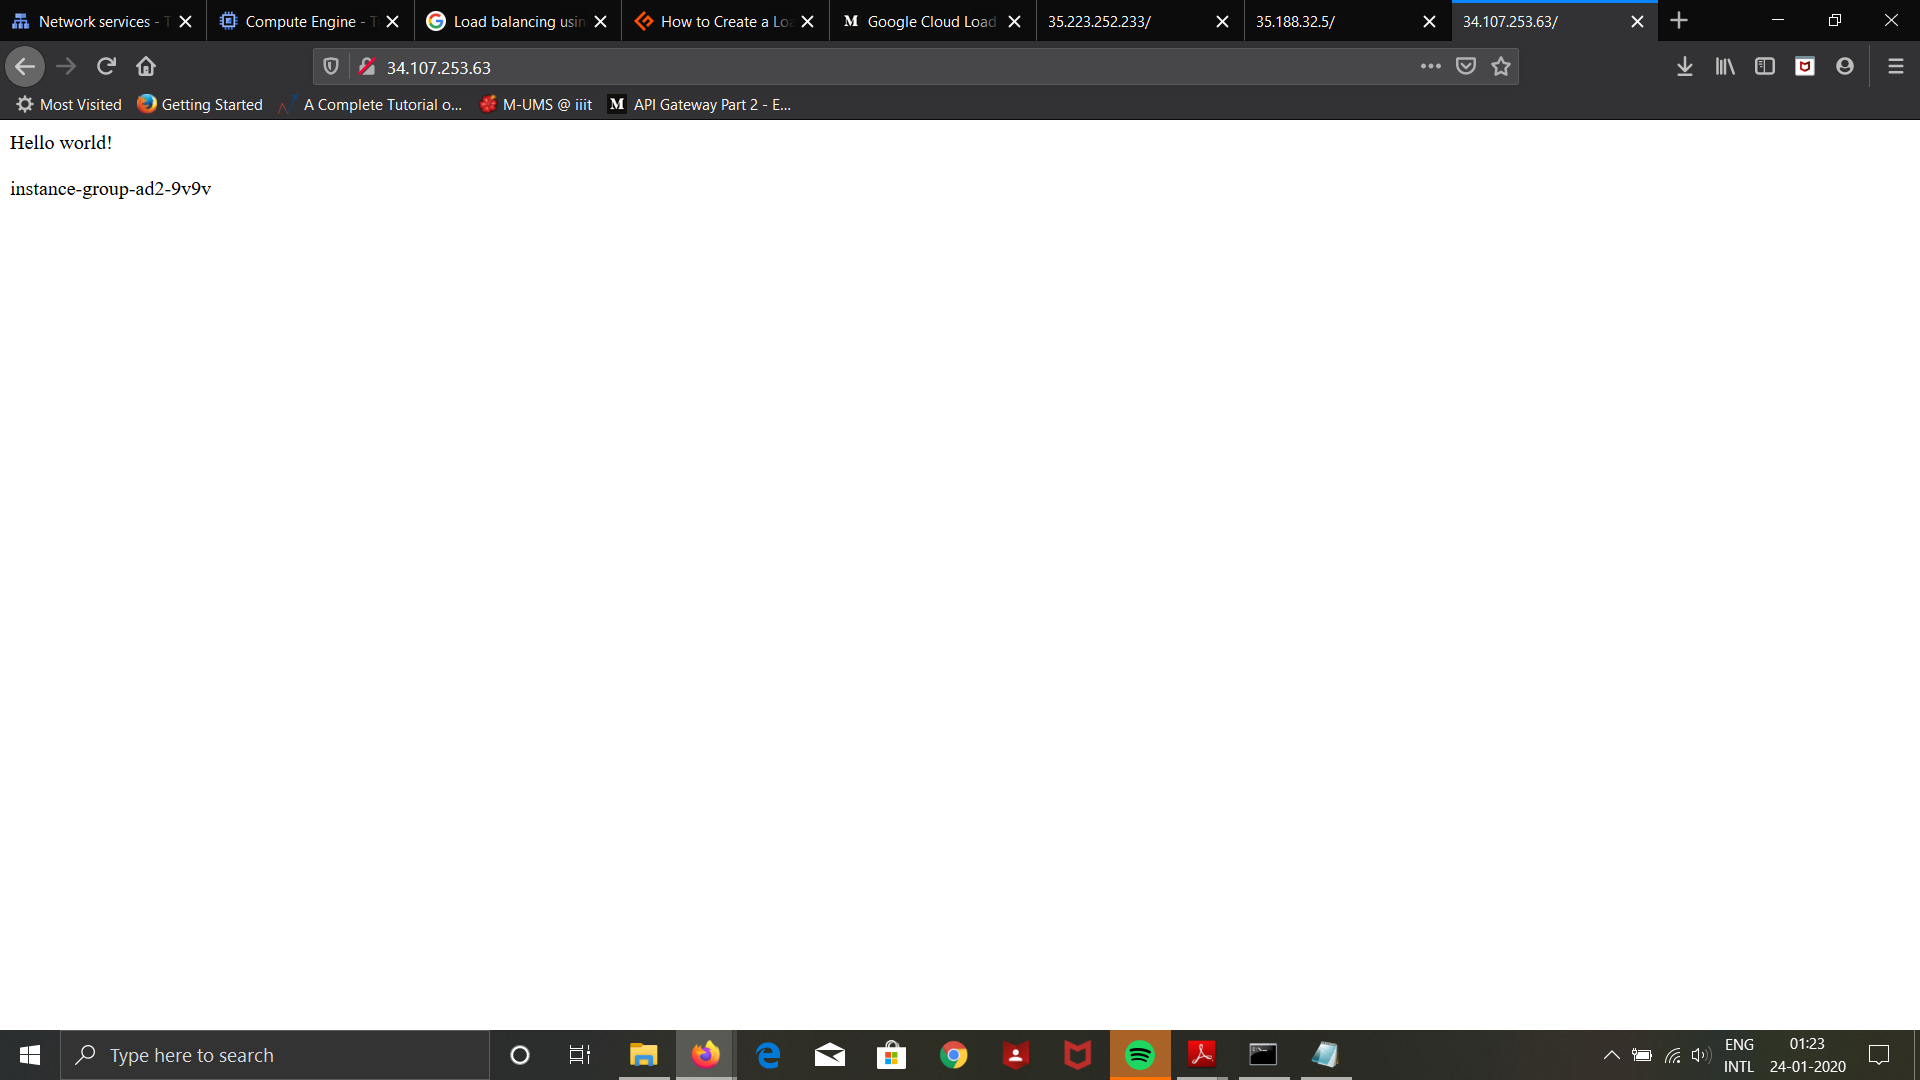 Network services - T
Compute Engine - T
Load balancing usin
How to Create a Loa
M Google Cloud Load
35.223.252.233/
35.188.32.5/
34.107.253.63/
34.107.253.63
Most Visited
Getting Started
A Complete Tutorial o...
M-UMS @ iiit
M API Gateway Part 2 - E...
Hello world!
instance-group-ad2-9v9v
Type here to search
ENG
INTL
01:23
24-01-2020